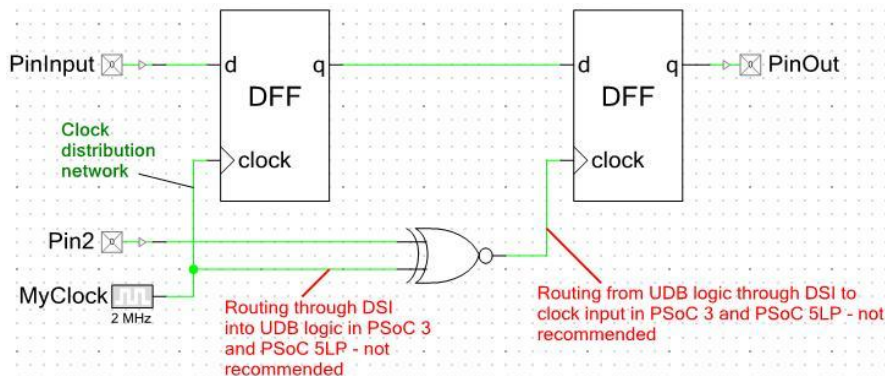 PinInput
d
q
DFF
clock
d
q
DFF
clock
PinOut
Clock
distribution
network
Pin2
MyClock
2 MHz
Routing through DSI
into UDB logic in PSoC 3
and PSoC 5LP - not
recommended
Routing from UDB logic through DSI to
clock input in PSoC 3 and PSoC 5LP - not
recommended